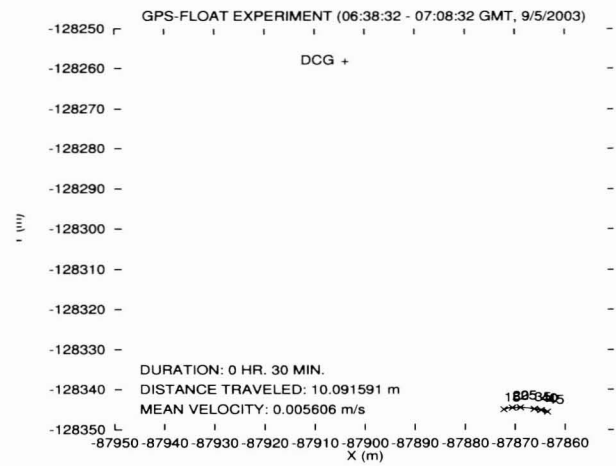 GPS-FLOAT EXPERIMENT (06:38:32 - 07:08:32 GMT, 9/5/2003)
-128250
DCG +
-128260
-128270
-128280
-128290
-128300
-128310
-128320
-128330
DURATION: 0 HR. 30 MIN.
-128340
DISTANCE TRAVELED: 10.091591 m
MEAN VELOCITY: 0.005606 m/s
-128350
-87950 -87940 -87930 -87920 -87910 -87900 -87890 -87880 -87870 -87860
X (m)